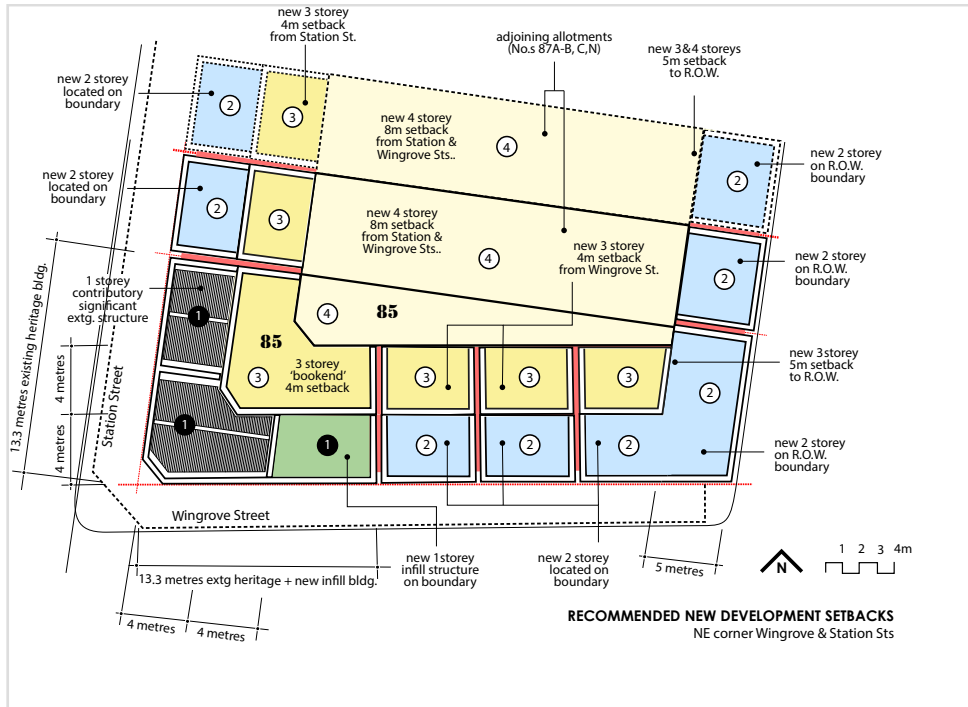 new 3 storey
4m setback
from Station St.
adjoining allotments
(No.s 87A-B, C,N)
new 3&4 storeys
5m setback
to R.O.W.
new 2 storey
located on
boundary
2
3
new 4 storey
8m setback
from Station &
Wingrove Sts..
4
2
new 2 storey
on R.O.W.
boundary
new 2 storey
located on
boundary
2
3
new 4 storey
8m setback
from Station &
Wingrove Sts..
4
new 3 storey
4m setback
from Wingrove St.
2
new 2 storey
on R.O.W.
boundary
1 storey
contributory
significant
extg. structure
1
4
85
85
3 storey
‘bookend’
4m setback
3
3
3
3
new 3storey
5m setback
to R.O.W.
2
1
1
2
2
2
new 2 storey
on R.O.W.
boundary
13.3 metres existing heritage bldg.
4 metres
4 metres
Station Street
Wingrove Street
new 1storey
infill structure
on boundary
new 2 storey
located on
boundary
5 metres
N
1 2 3 4m
13.3 metres extg heritage + new infill bldg.
4 metres
4 metres
RECOMMENDED NEW DEVELOPMENT SETBACKS
NE corner Wingrove & Station Sts